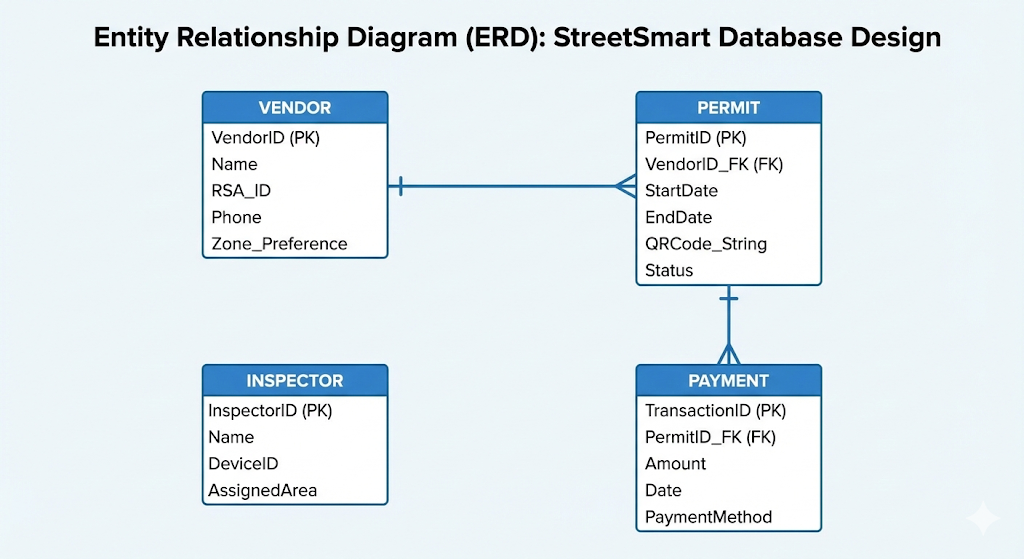 Entity Relationship Diagram (ERD): StreetSmart Database Design
VENDOR
VendorID (PK)
Name
RSA_ID
Phone
Zone_Preference
PERMIT
PermitID (PK)
VendorID_FK (FK)
StartDate
EndDate
QRCode_String
Status
INSPECTOR
InspectorID (PK)
Name
DeviceID
AssignedArea
PAYMENT
TransactionID (PK)
PermitID_FK (FK)
Amount
Date
PaymentMethod